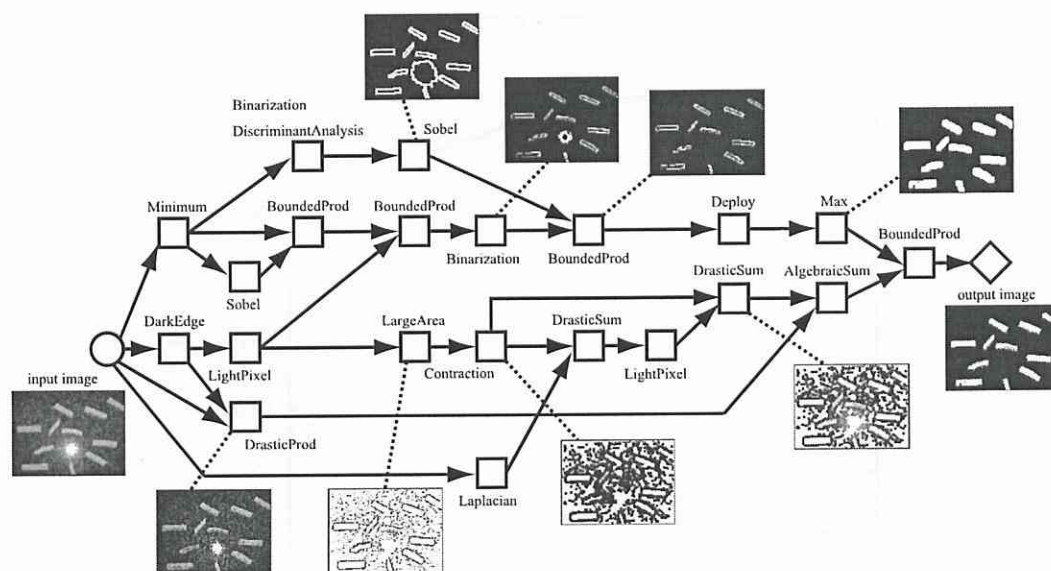 Binarization
DiscriminantAnalysis
Sobel
Minimum
BoundedProd
BoundedProd
Deploy
Max
BoundedProd
Binarization
BoundedProd
Sobel
DrasticSum
AlgebraicSum
output image
DarkEdge
LargeArea
DrasticSum
input image
LightPixel
Contraction
LightPixel
DrasticProd
Laplacian